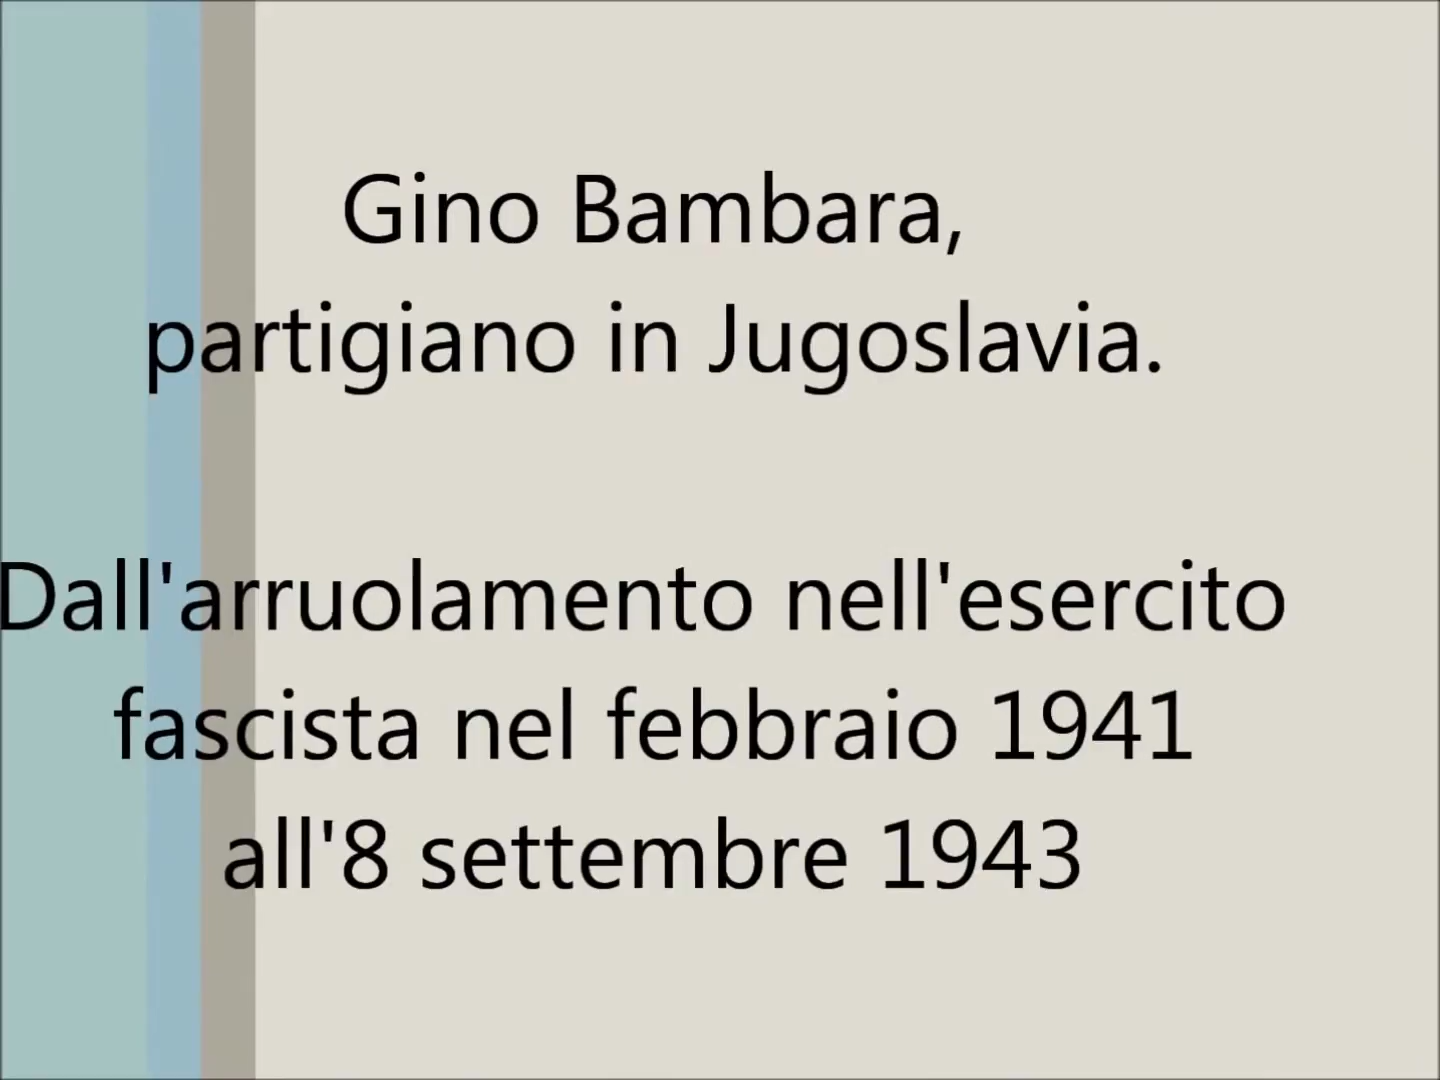 Gino Bambara,
partigiano in Jugoslavia.
Dall'arruolamento nell'esercito
fascista nel febbraio 1941
all'8 settembre 1943